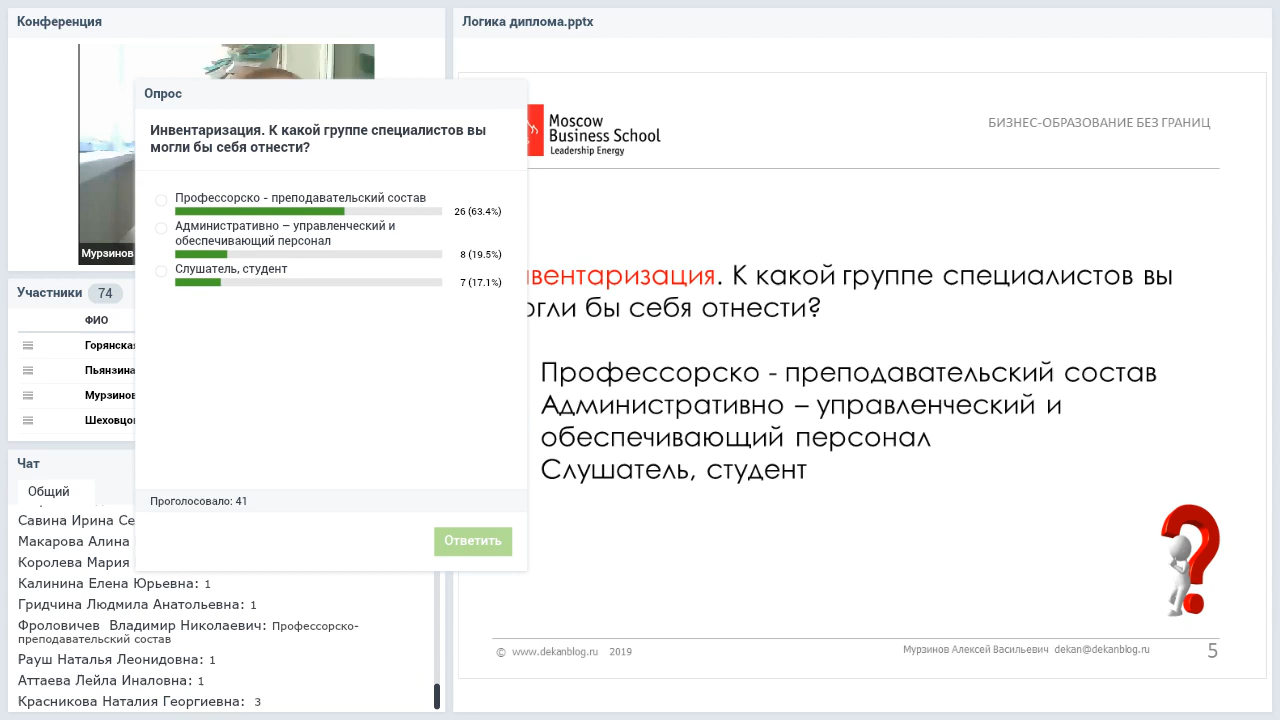 Конференция
Мурзинов
Участники 74
ФИО
Горянская
Пьянзина
Мурзинов
Шеховцов
Чат
Общий
Савина Ирина Се
Макарова Алина
Королева Мария
Калинина Елена Юрьевна: 1
Гридчина Людмила Анатольевна: 1
Фроловичев Владимир Николаевич: Профессорско-
преподавательский состав
Рауш Наталья Леонидовна: 1
Аттаева Лейла Иналовна: 1
Красникова Наталия Георгиевна: 3
Опрос
Инвентаризация. К какой группе специалистов вы
могли бы себя отнести?
Профессорско - преподавательский состав
26 (63.4%)
Административно – управленческий и
обеспечивающий персонал
8 (19.5%)
Слушатель, студент
7 (17.1%)
Проголосовало: 41
Ответить
Логика диплома.pptx
Moscow
Business School
Leadership Energy
БИЗНЕС-ОБРАЗОВАНИЕ БЕЗ ГРАНИЦ
вентаризация. К какой группе специалистов вы
огли бы себя отнести?
Профессорско - преподавательский состав
Административно – управленческий и
обеспечивающий персонал
Слушатель, студент
© www.dekanblog.ru 2019
Мурзинов Алексей Васильевич dekan@dekanblog.ru
5